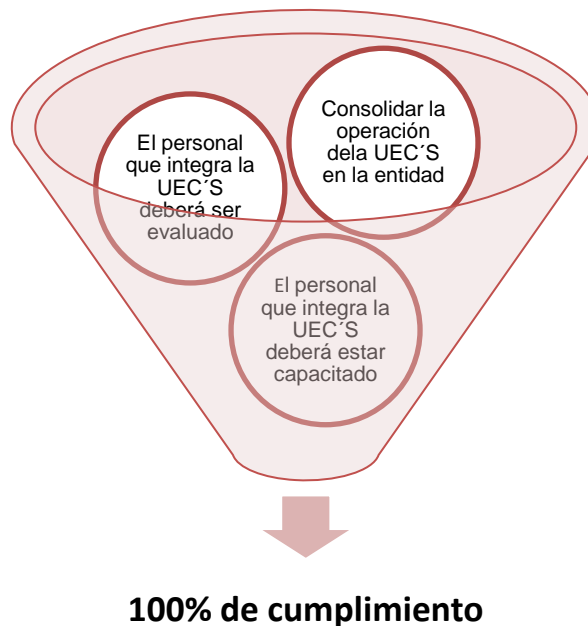 El personal
que integra la
UEC´S
deberá ser
evaluado
Consolidar la
operación
dela UEC´S
en la entidad
El personal
que integra la
UEC´S
deberá estar
capacitado
100% de cumplimiento